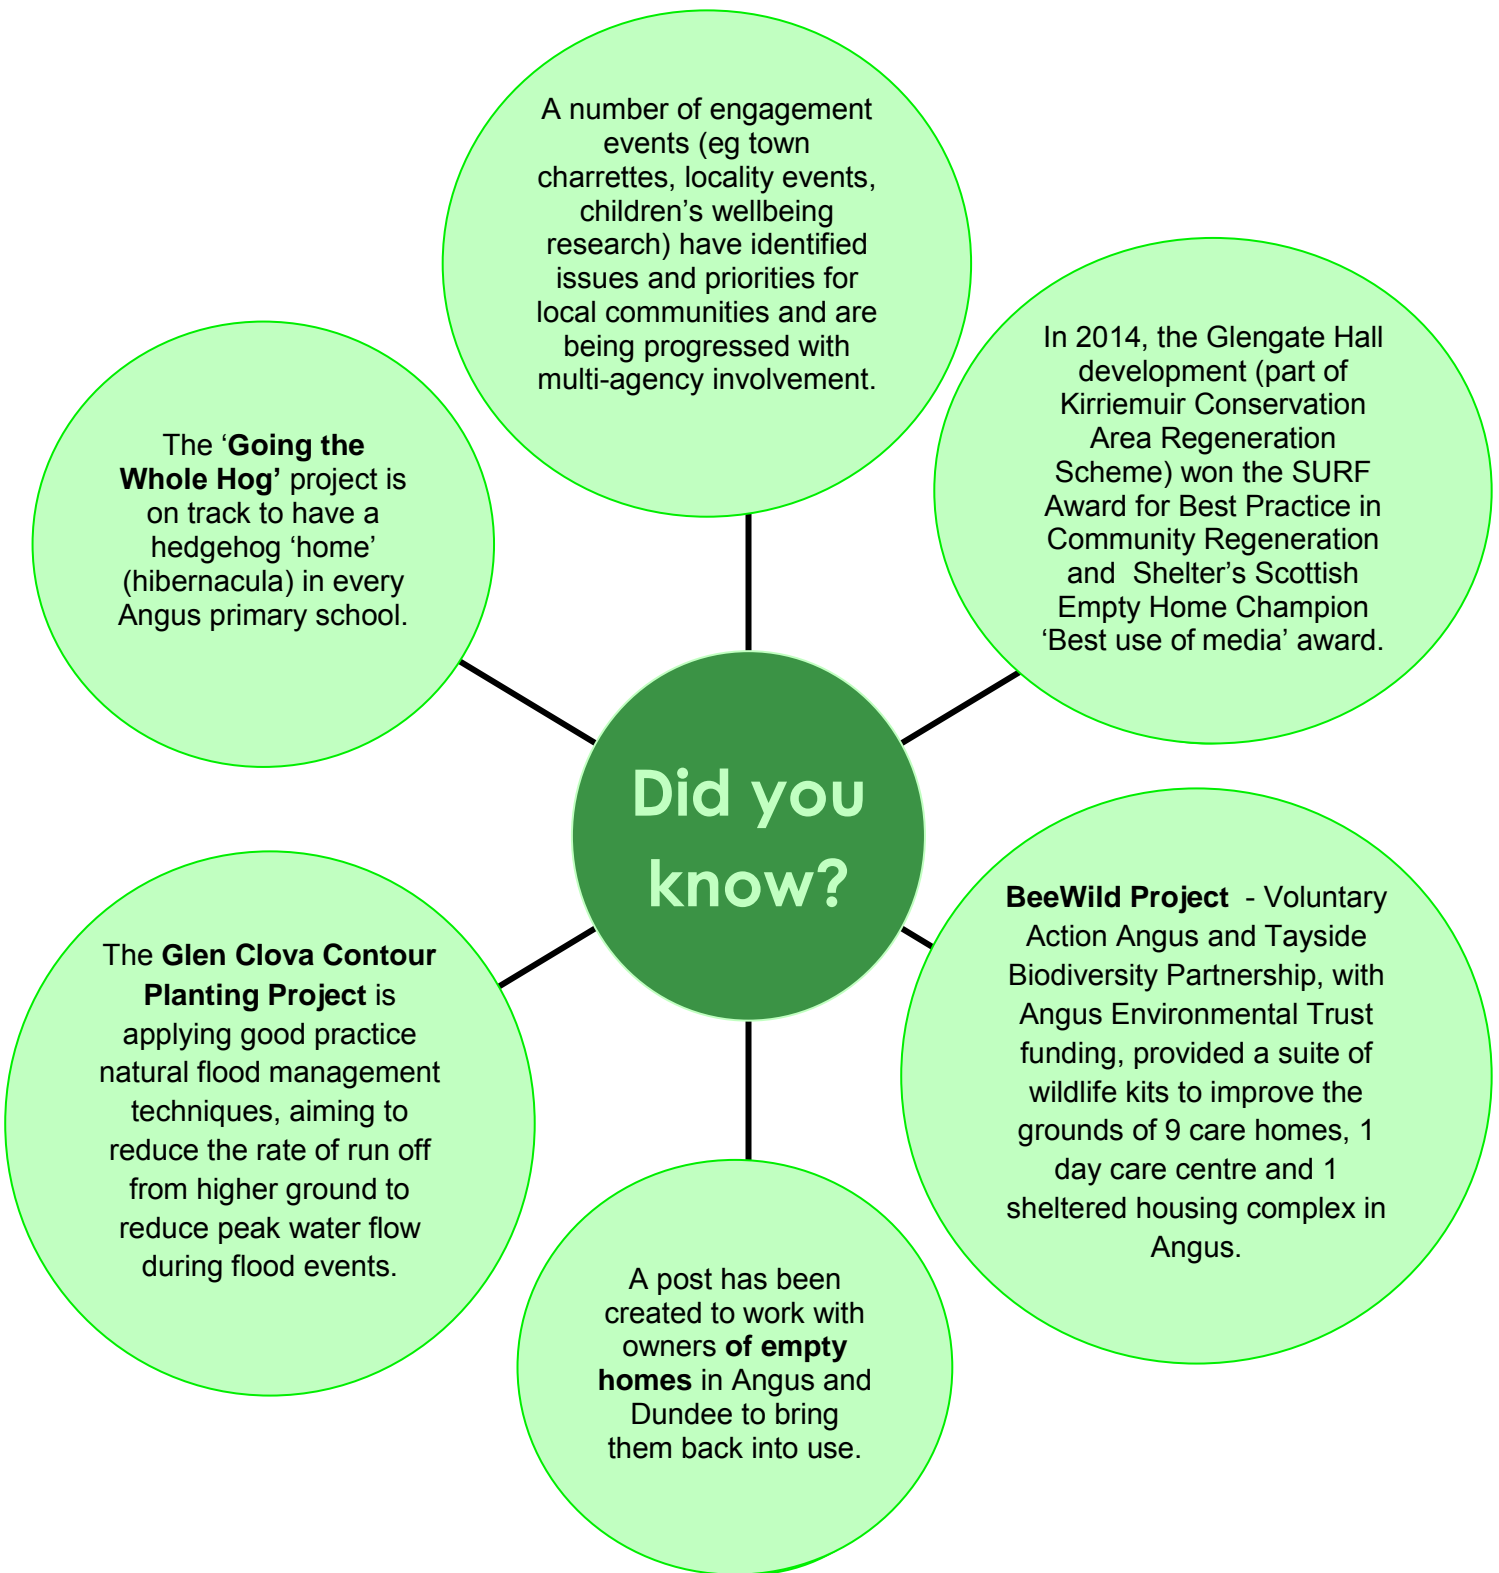 A number of engagement
events (eg town
charrettes, locality events,
children’s wellbeing
research) have identified
issues and priorities for
local communities and are
being progressed with
multi-agency involvement.
In 2014, the Glengate Hall
development (part of
Kirriemuir Conservation
Area Regeneration
Scheme) won the SURF
Award for Best Practice in
Community Regeneration
and  Shelter’s Scottish
Empty Home Champion
‘Best use of media’ award.
The ‘Going the
Whole Hog’ project is
on track to have a
hedgehog ‘home’
(hibernacula) in every
Angus primary school.
Did you
know?
BeeWild Project  - Voluntary
Action Angus and Tayside
Biodiversity Partnership, with
Angus Environmental Trust
funding, provided a suite of
wildlife kits to improve the
grounds of 9 care homes, 1
day care centre and 1
sheltered housing complex in
Angus.
The Glen Clova Contour
Planting Project is
applying good practice
natural flood management
techniques, aiming to
reduce the rate of run off
from higher ground to
reduce peak water flow
during flood events.
A post has been
created to work with
owners of empty
homes in Angus and
Dundee to bring
them back into use.